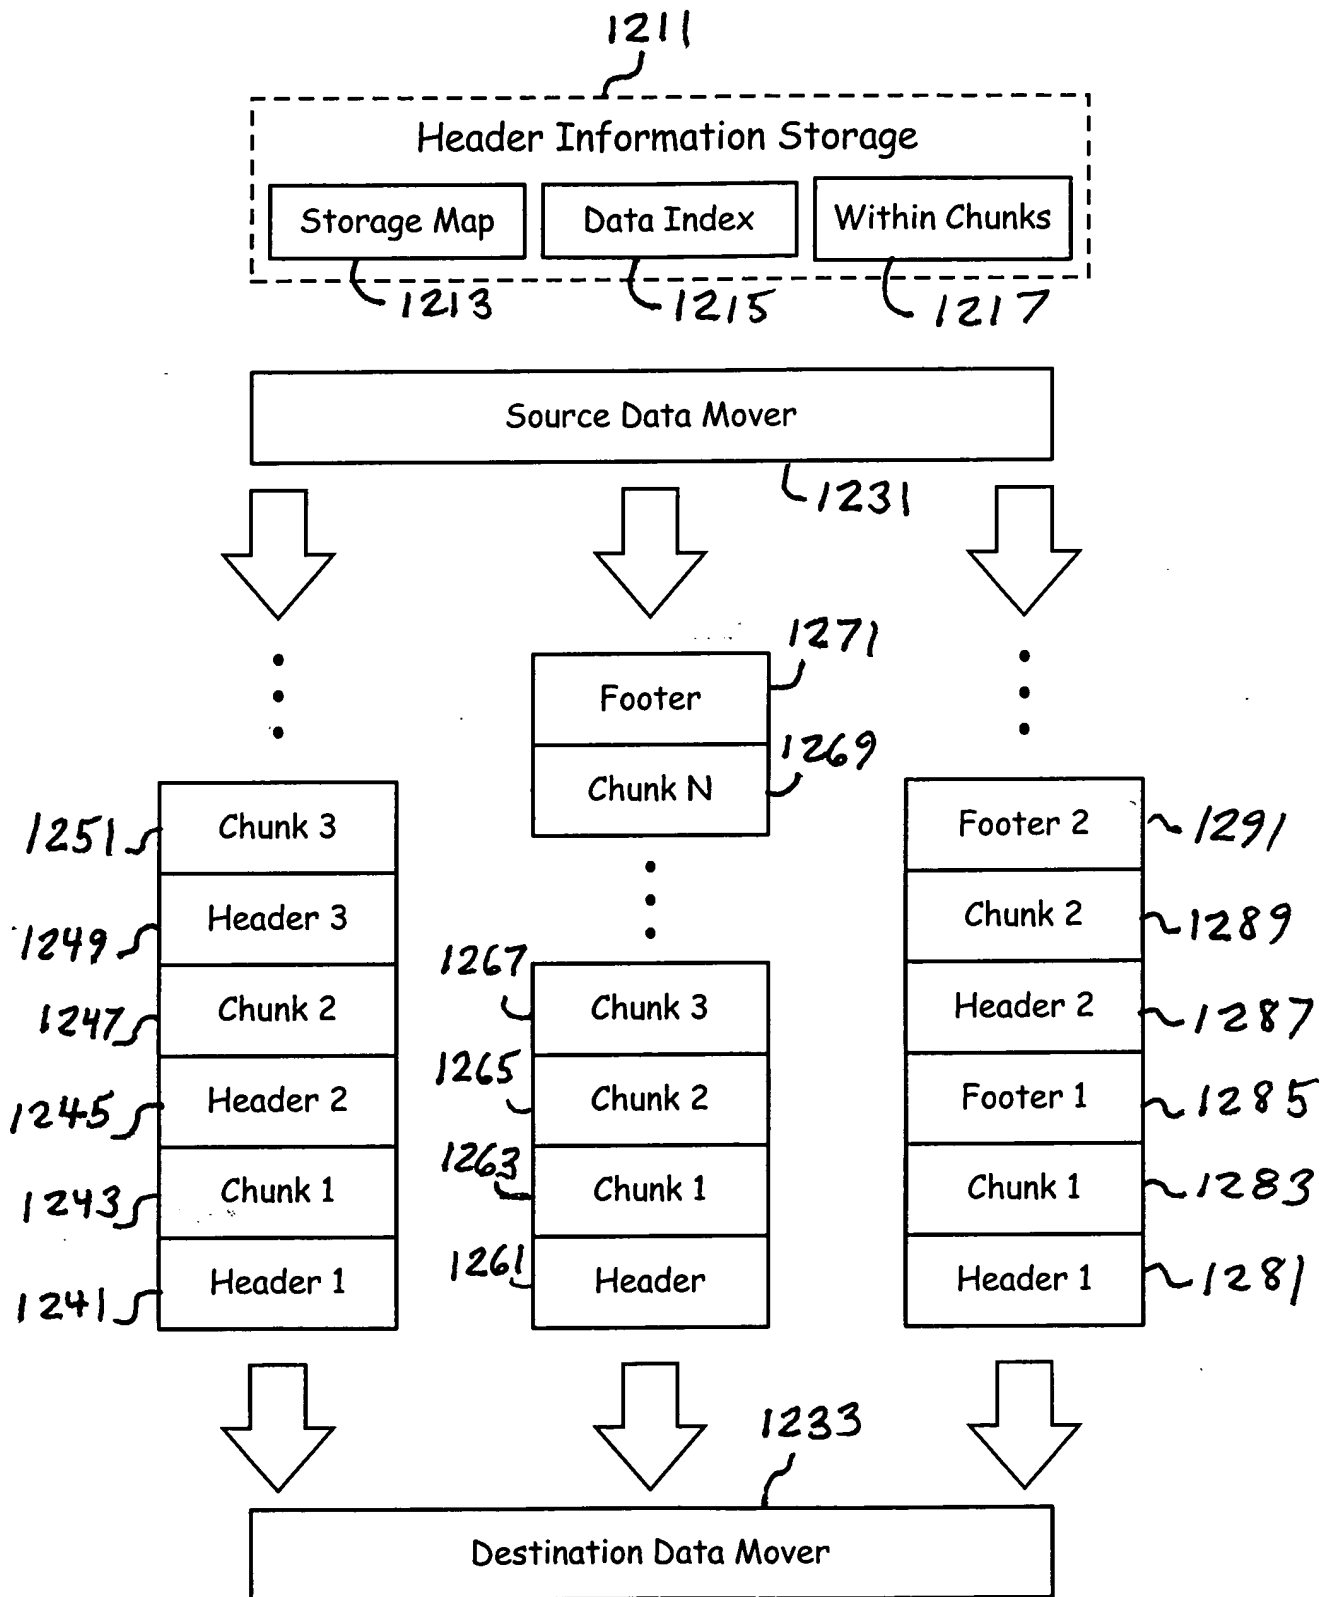 1211
Header Information Storage
Storage Map
Data Index
Within Chunks
1213
1215
1217
Source Data Mover
1231
Chunk 3
Header 3
Chunk 2
Header 2
Chunk 1
Header 1
1251
1249
1247
1245
1243
1241
Footer
Chunk N
1271
1269
Chunk 3
Chunk 2
Chunk 1
Header
1267
1265
1263
1261
Footer 2
Chunk 2
Header 2
Footer 1
Chunk 1
Header 1
1291
1289
1287
1285
1283
1281
1233
Destination Data Mover